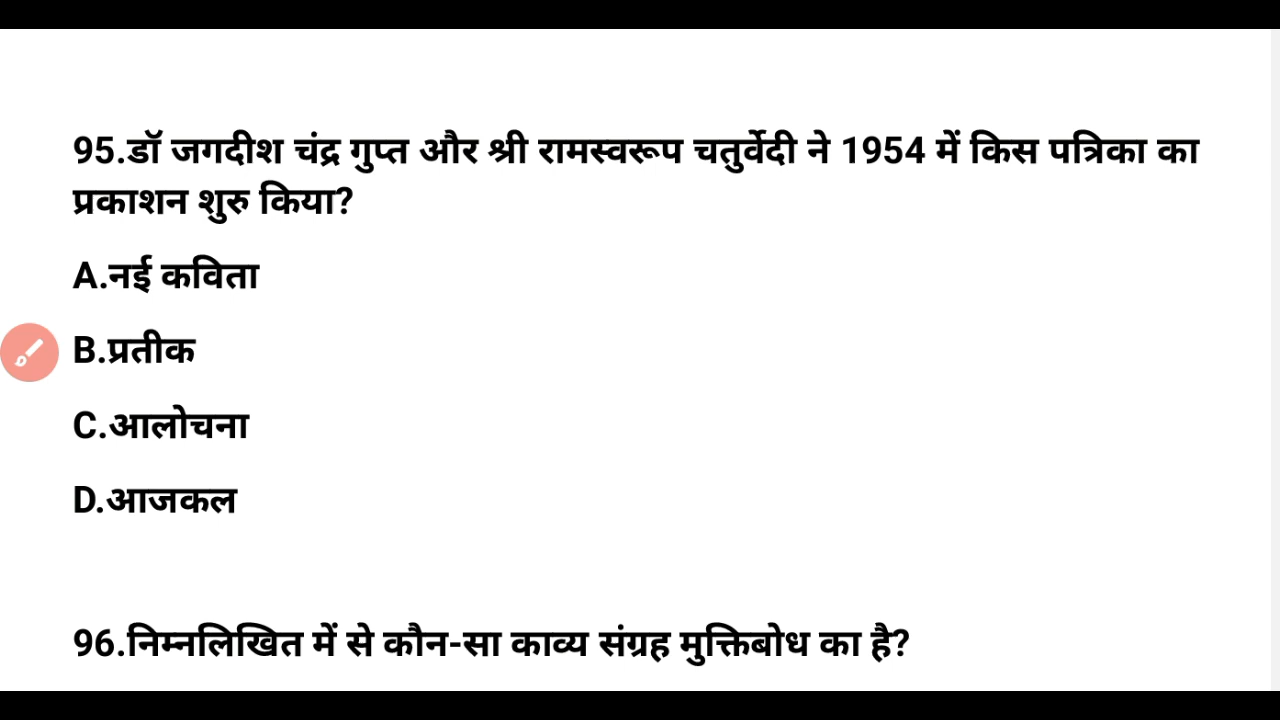 95.डॉ जगदीश चंद्र गुप्त और श्री रामस्वरूप चतुर्वेदी ने 1954 में किस पत्रिका का
प्रकाशन शुरु किया?
A.नई कविता
B.प्रतीक
C.आलोचना
D.आजकल
96.निम्नलिखित में से कौन-सा काव्य संग्रह मुक्तिबोध का है?